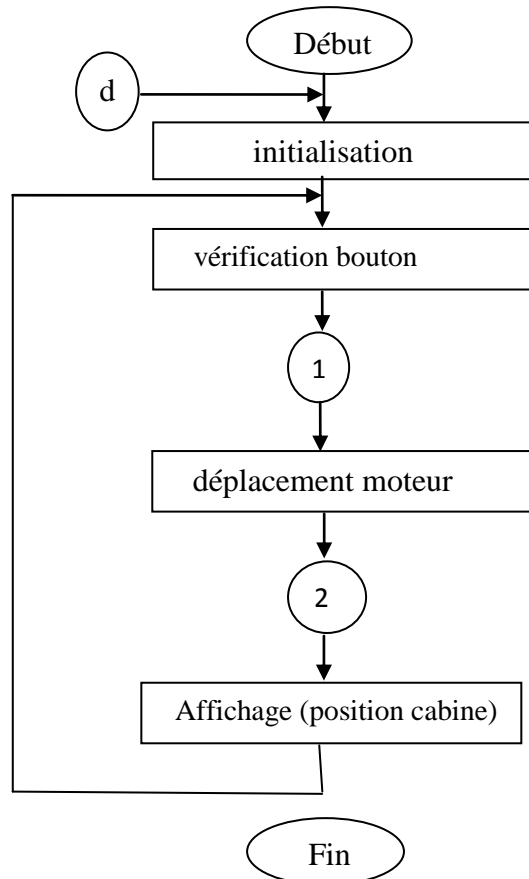 Début
d
initialisation
vérification bouton
1
déplacement moteur
2
Affichage (position cabine)
Fin